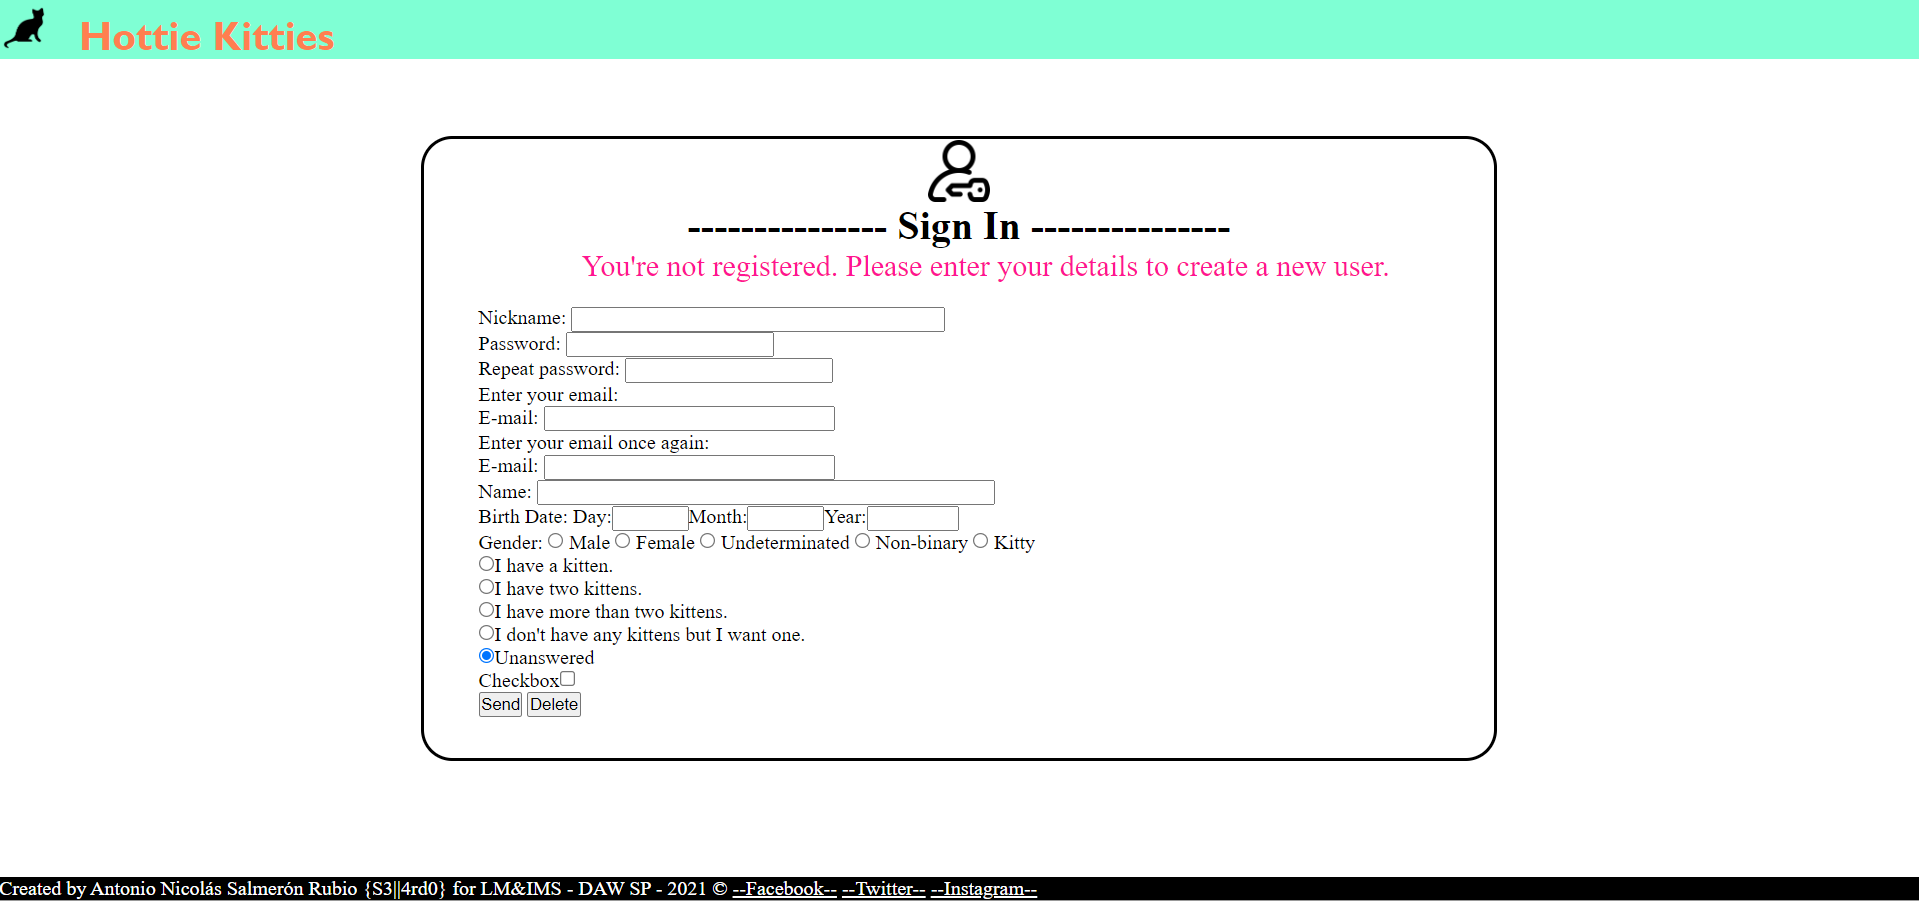 Hottie Kitties
--------------- Sign In ---------------
You're not registered. Please enter your details to create a new user.
Nickname:
Password:
Repeat password:
Enter your email:
E-mail:
Enter your email once again:
E-mail:
Name:
Birth Date: Day: Month: Year:
Gender: Male Female Undeterminated Non-binary Kitty
I have a kitten.
I have two kittens.
I have more than two kittens.
I don't have any kittens but I want one.
Unanswered
Checkbox
Send Delete
Created by Antonio Nicolás Salmerón Rubio {S3||4rd0} for LM&IMS - DAW SP - 2021 © --Facebook-- --Twitter-- --Instagram--